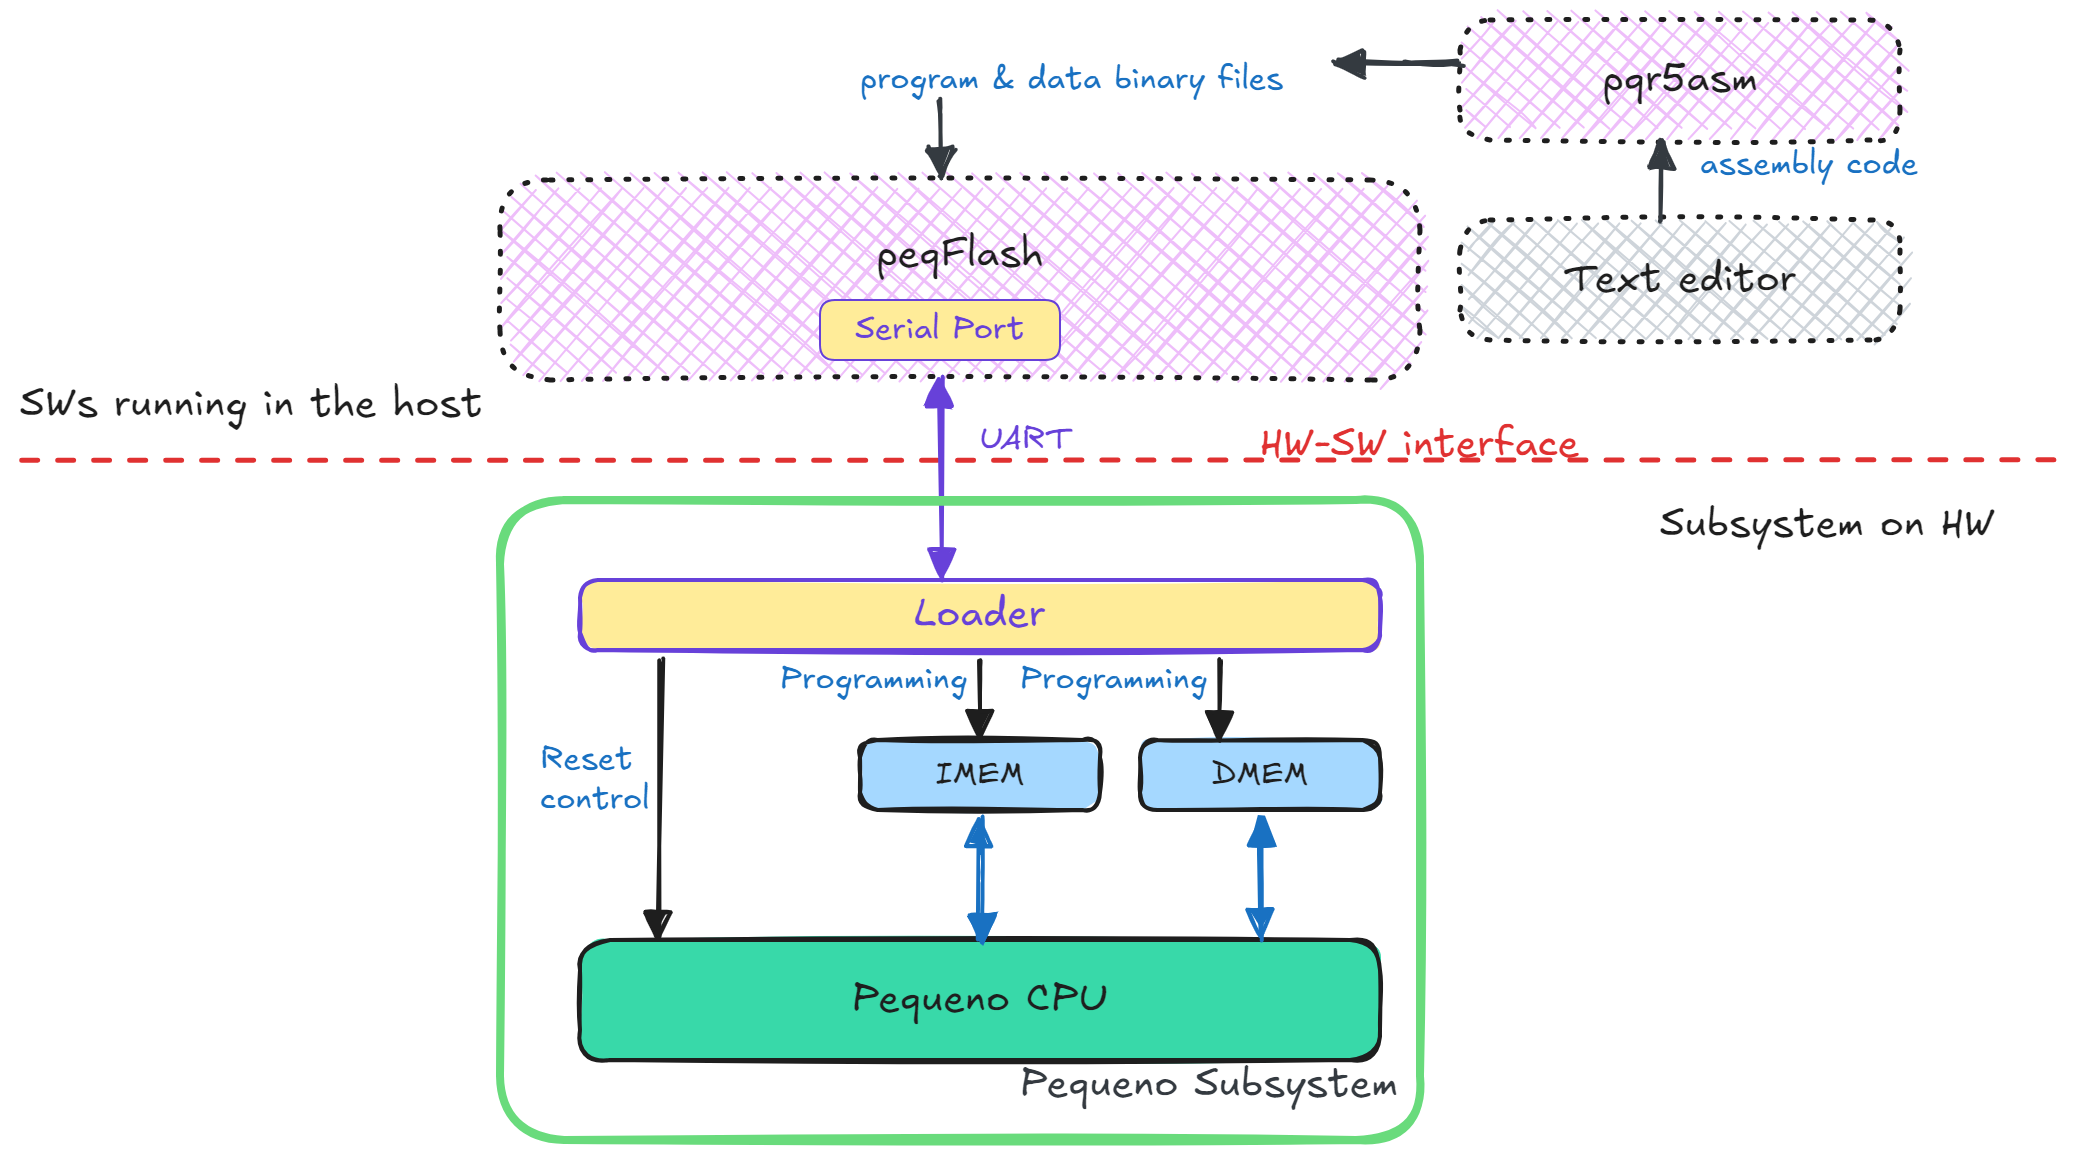 program & data binary files
pqr5asm
assembly code
peqFlash
Text editor
Serial Port
SWs running in the host
UART
HW-SW interface
Subsystem on HW
Loader
Programming
Programming
Reset
control
IMEM
DMEM
Pequeno CPU
Pequeno Subsystem